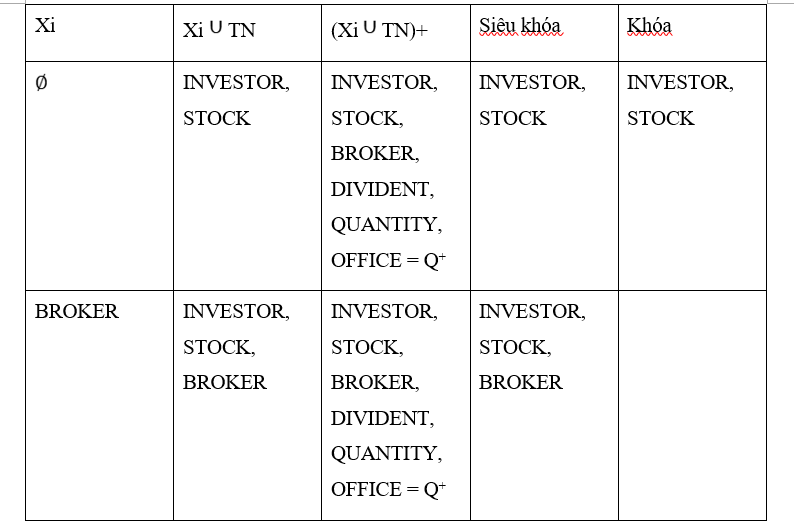 Xi
Xi ∪ TN
(Xi ∪ TN)+
Siêu khóa
Khóa
∅
INVESTOR,
STOCK
INVESTOR,
STOCK,
BROKER,
DIVIDENT,
QUANTITY,
OFFICE = Q⁺
INVESTOR,
STOCK
INVESTOR,
STOCK
BROKER
INVESTOR,
STOCK,
BROKER
INVESTOR,
STOCK,
BROKER,
DIVIDENT,
QUANTITY,
OFFICE = Q⁺
INVESTOR,
STOCK,
BROKER